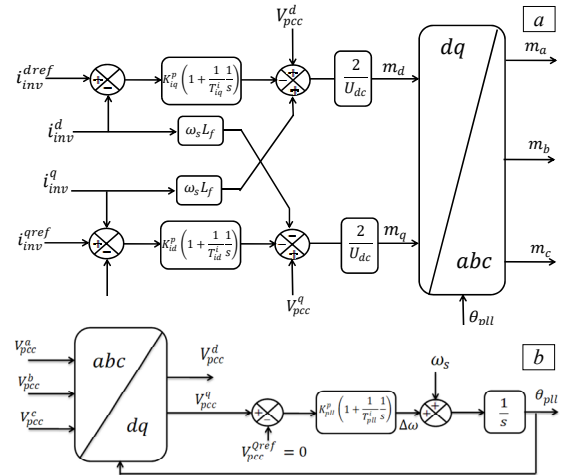 V_pcc^d
a
i_inv^dref
K_iq^p (1 + 1/T_iq^i 1/s)
2/U_dc
m_d
dq
m_a
i_inv^d
ω_s L_f
m_b
i_inv^q
ω_s L_f
i_inv^qref
K_id^p (1 + 1/T_id^i 1/s)
2/U_dc
m_q
abc
m_c
V_pcc^q
θ_pll
b
V_pcc^a
abc
V_pcc^d
ω_s
V_pcc^b
V_pcc^q
K_pll^p (1 + 1/T_pll^i 1/s)
Δω
1/s
θ_pll
V_pcc^c
dq
V_pcc^Qref = 0